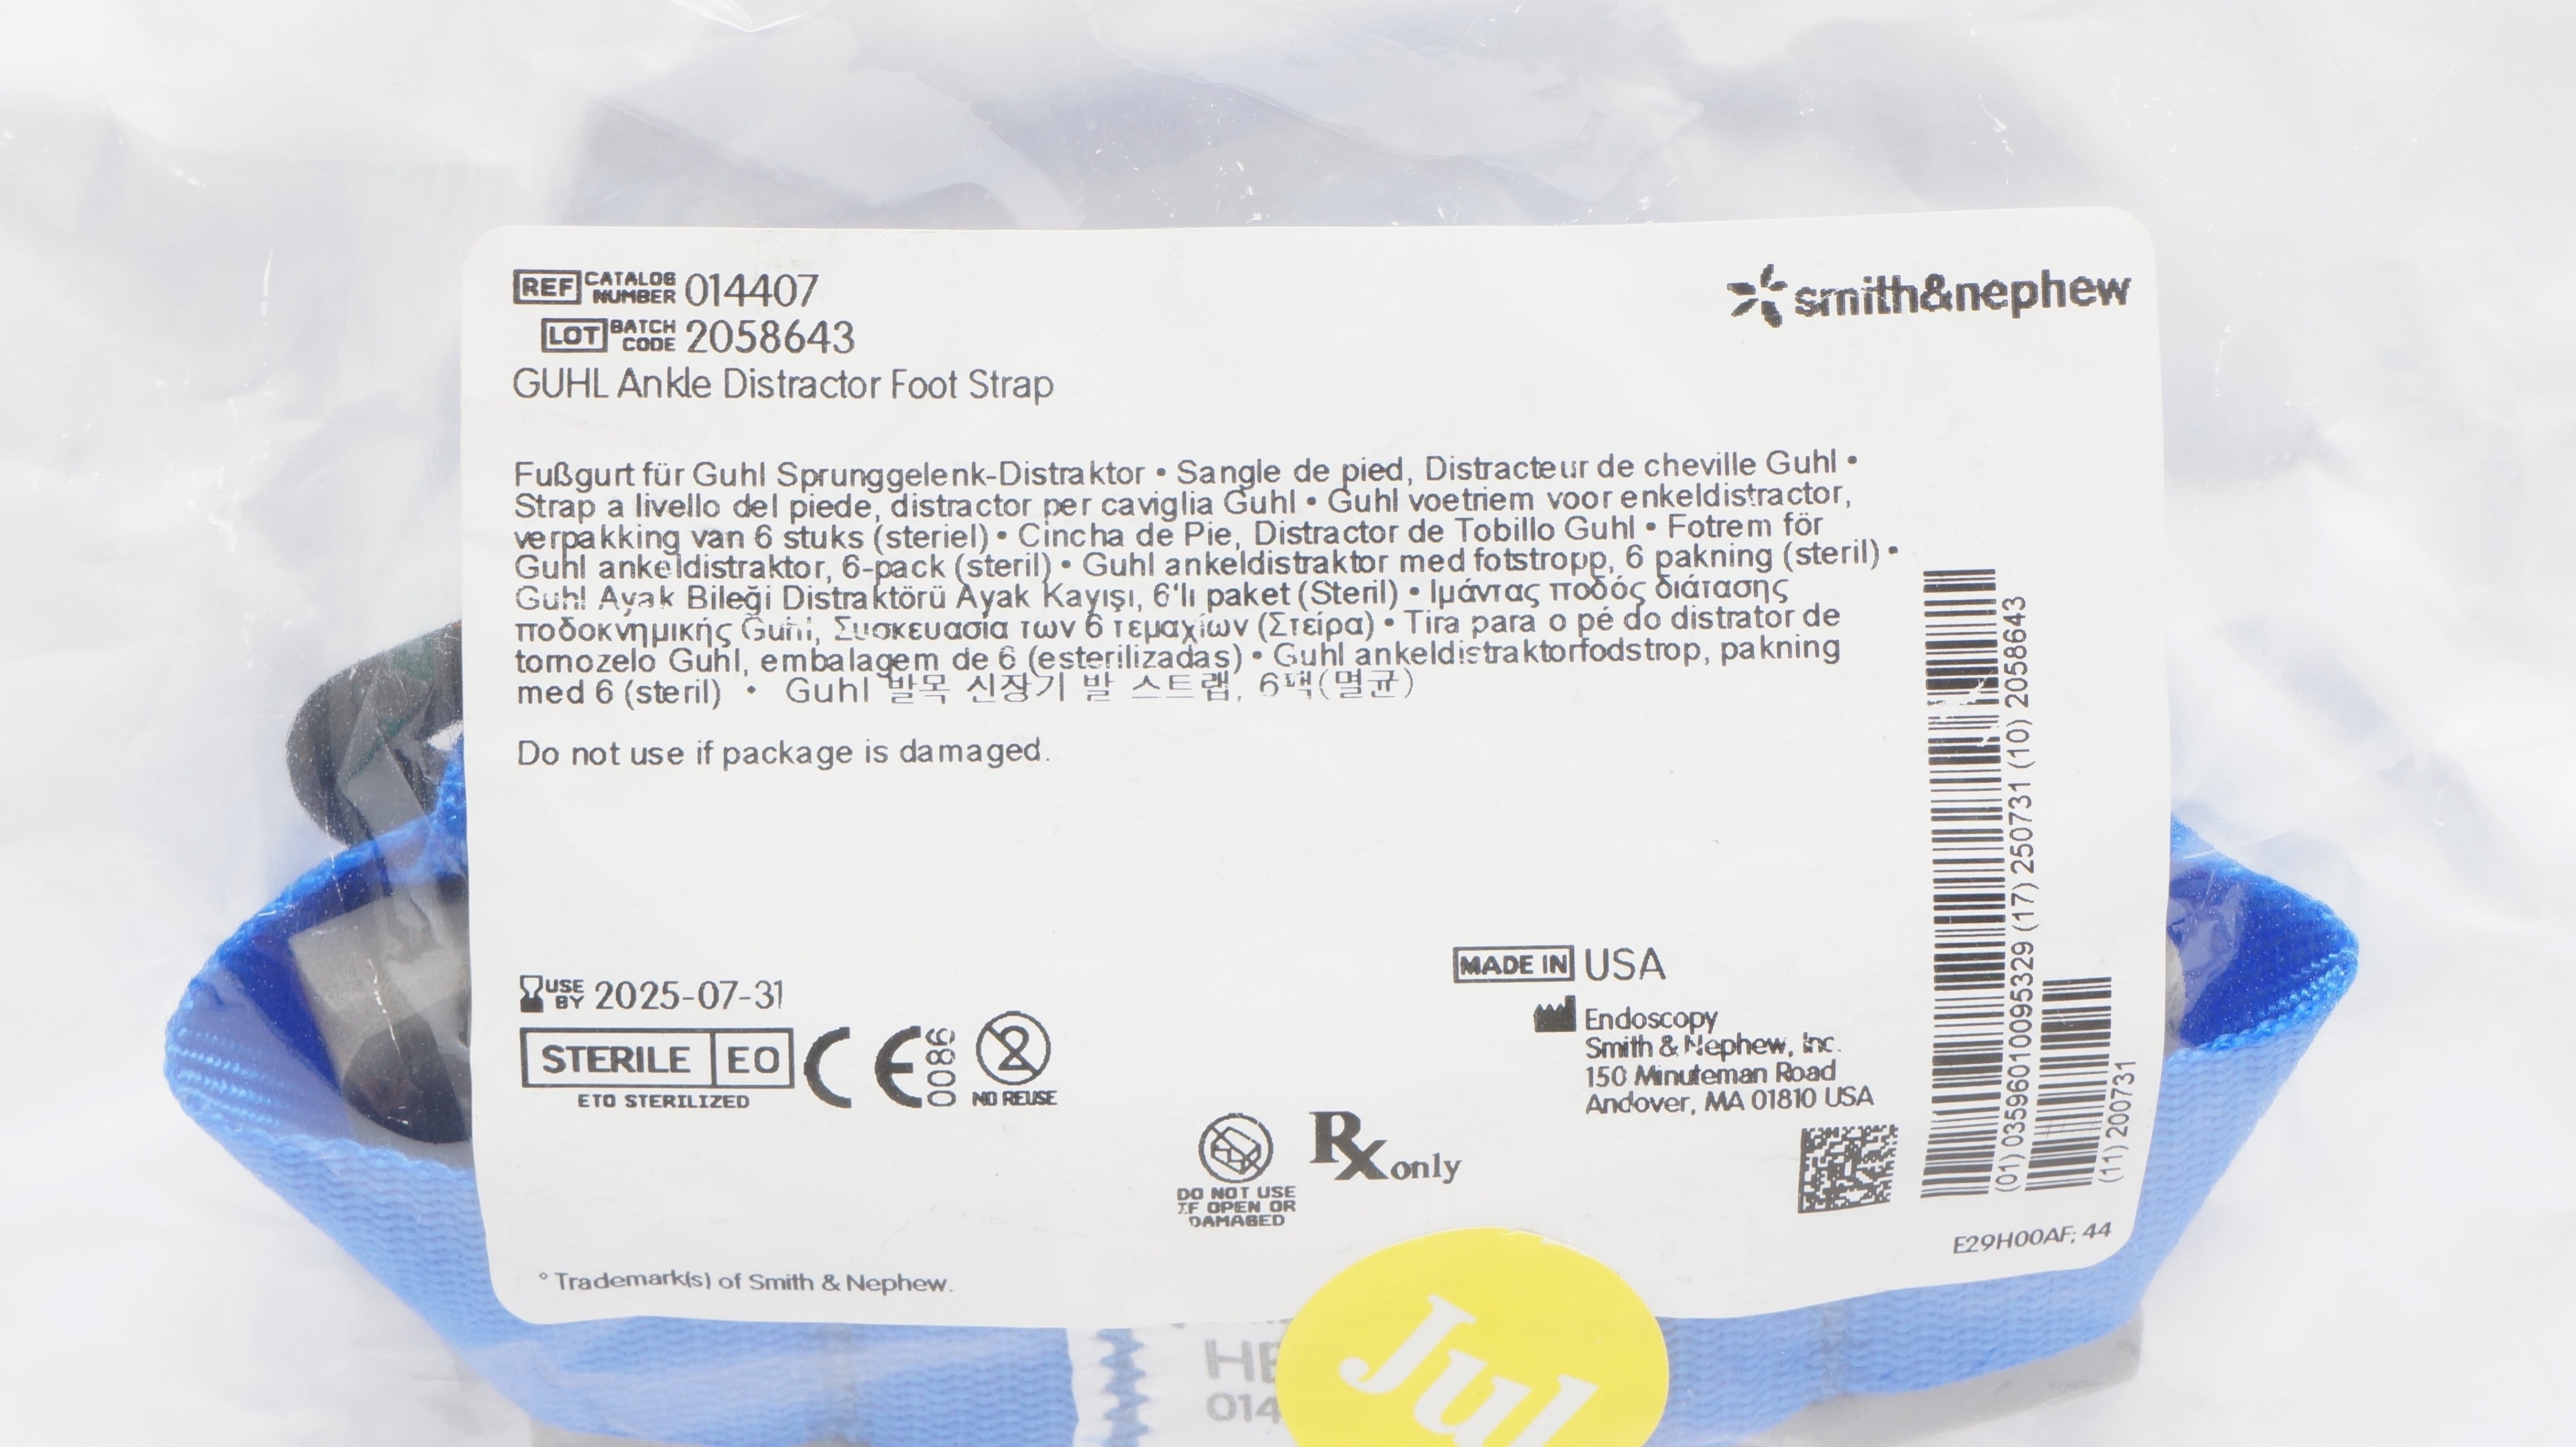 REF CATALOG NUMBER 014407
smith&nephew
LOT BATCH CODE 2058643
GUHL Ankle Distractor Foot Strap
Fußgurt für Guhl Sprunggelenk-Distraktor • Sangle de pied, Distracteur de cheville Guhl •
Strap a livello del piede, distractor per caviglia Guhl • Guhl voetriem voor enkeldistractor,
verpakking van 6 stuks (steriel) • Cincha de Pie, Distractor de Tobillo Guhl • Fotrem för
Guhl ankeldistraktor, 6-pack (steril) • Guhl ankeldistraktor med fotstropp, 6 pakning (steril) •
Guhl Ayak Bileği Distraktörü Ayak Kayışı, 6'lı paket (Steril) • Ιμάντας ποδός διάτασης
ποδοκνημικής Guhl, Συσκευασία των 6 τεμαχίων (Στείρα) • Tira para o pé do distrator de
tornozelo Guhl, embalagem de 6 (esterilizadas) • Guhl ankeldistraktorfodstrop, pakning
med 6 (steril) • Guhl 발목 신장기 발 스트랩, 6팩(멸균)
Do not use if package is damaged.
USE BY 2025-07-31
STERILE EO
ETO STERILIZED
CE 0086
2
NO REUSE
MADE IN USA
Endoscopy
Smith & Nephew, Inc.
150 Minuteman Road
Andover, MA 01810 USA
DO NOT USE
IF OPEN OR
DAMAGED
Rx only
(01) 03596010095329 (17) 250731 (10) 2058643
(11) 200731
E29H00AF; 44
° Trademark(s) of Smith & Nephew.
Jul